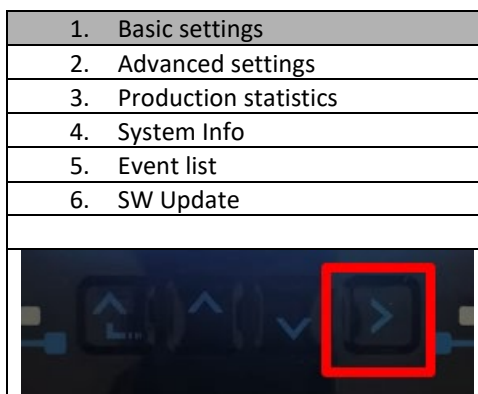 1. Basic settings
2. Advanced settings
3. Production statistics
4. System Info
5. Event list
6. SW Update